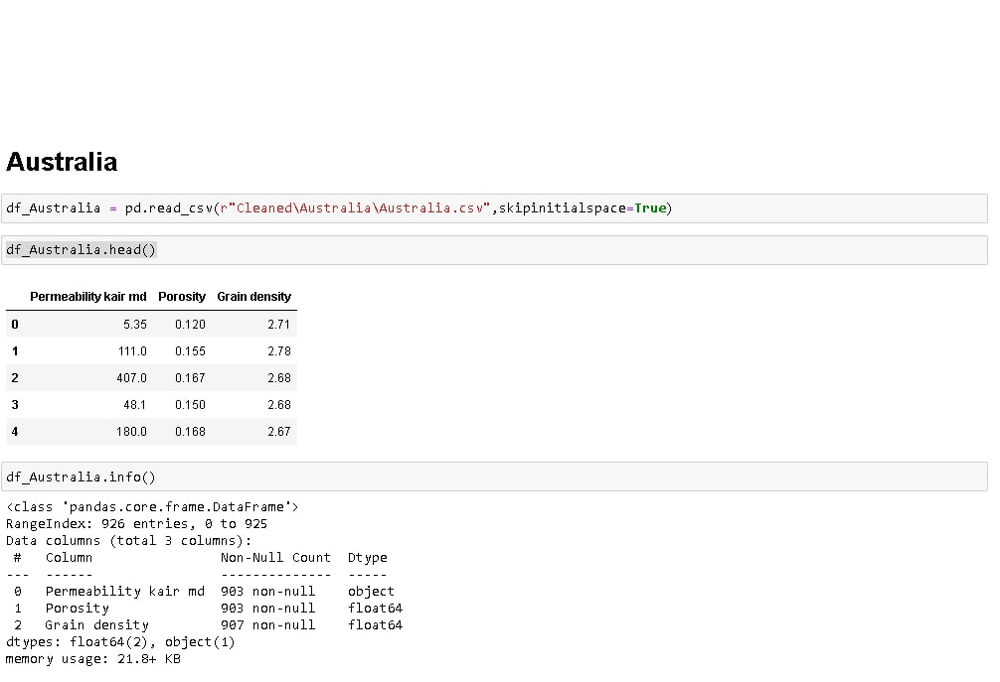 Australia
df_Australia = pd.read_csv(r"Cleaned\Australia\Australia.csv",skipinitialspace=True)
df_Australia.head()
Permeability kair md Porosity Grain density
0 5.35 0.120 2.71
1 111.0 0.155 2.78
2 407.0 0.167 2.68
3 48.1 0.150 2.68
4 180.0 0.168 2.67
df_Australia.info()
<class 'pandas.core.frame.DataFrame'>
RangeIndex: 926 entries, 0 to 925
Data columns (total 3 columns):
# Column Non-Null Count Dtype
--- ------ -------------- -----
0 Permeability kair md 903 non-null object
1 Porosity 903 non-null float64
2 Grain density 907 non-null float64
dtypes: float64(2), object(1)
memory usage: 21.8+ KB